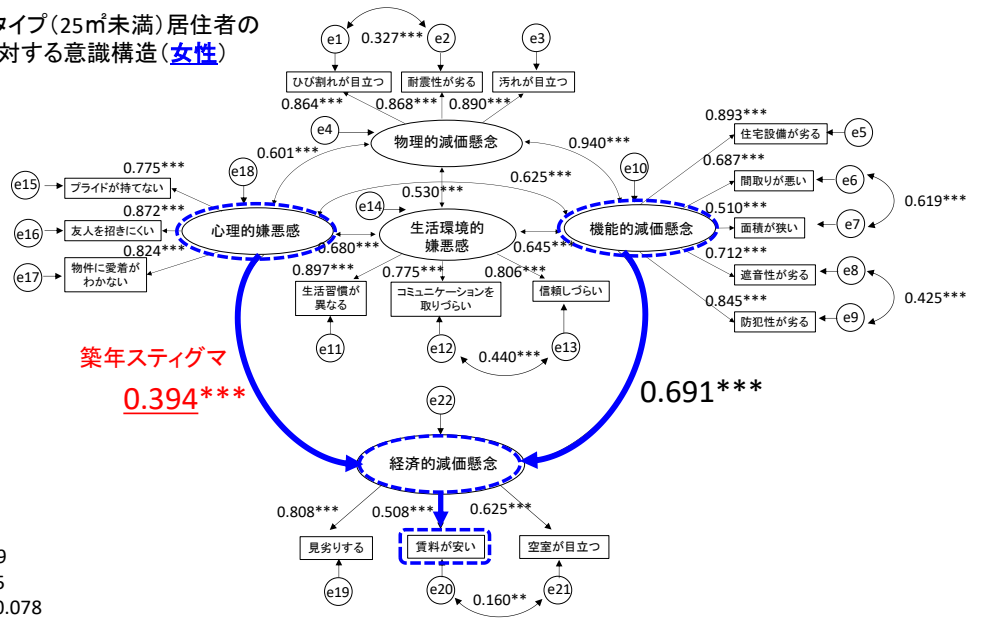 タイプ(25㎡未満)居住者の
対する意識構造(女性)
e1
0.327***
e2
e3
ひび割れが目立つ
耐震性が劣る
汚れが目立つ
0.864***
0.868***
0.890***
e4
物理的減価懸念
0.893***
住宅設備が劣る
e5
0.601***
0.940***
e10
0.687***
間取りが悪い
e6
0.775***
e18
0.625***
0.619***
e15
プライドが持てない
0.530***
0.510***
面積が狭い
e7
0.872***
e14
e16
友人を招きにくい
心理的嫌悪感
生活環境的
嫌悪感
機能的減価懸念
0.824***
0.680***
0.645***
0.712***
遮音性が劣る
e8
e17
物件に愛着が
わかない
0.897***
0.775***
0.806***
0.425***
生活習慣が
異なる
コミュニケーションを
取りづらい
信頼しづらい
0.845***
防犯性が劣る
e9
e11
e12
0.440***
e13
築年スティグマ
0.394***
0.691***
e22
経済的減価懸念
0.808***
0.508***
0.625***
見劣りする
賃料が安い
空室が目立つ
e19
e20
0.160**
e21
9
0.078